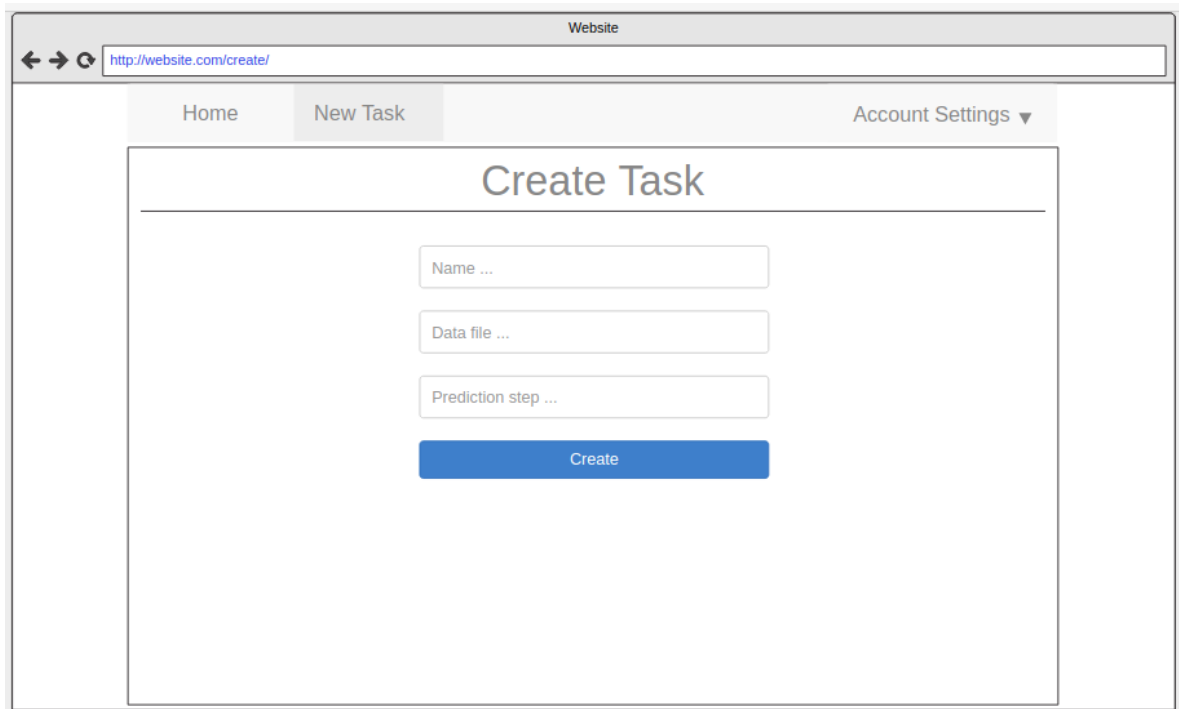 Website
http://website.com/create/
Home New Task Account Settings ▼
Create Task
Name ...
Data file ...
Prediction step ...
Create